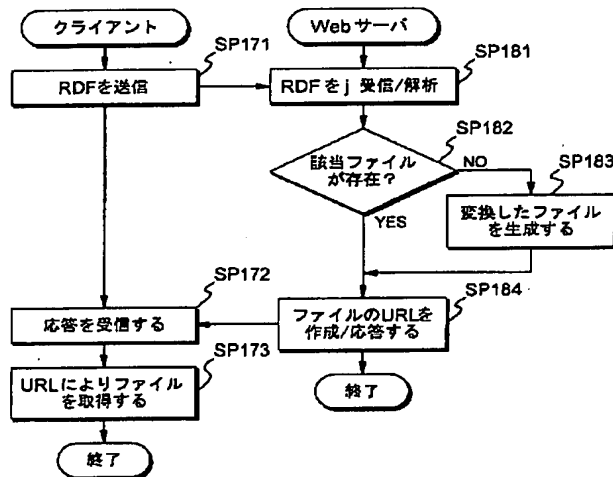 クライアント
Webサーバ
SP171
SP181
RDFを送信
RDFをj 受信/解析
SP182
該当ファイル
が存在?
NO
SP183
変換したファイル
を生成する
YES
SP172
SP184
応答を受信する
ファイルのURLを
作成/応答する
SP173
URLによりファイル
を取得する
終了
終了